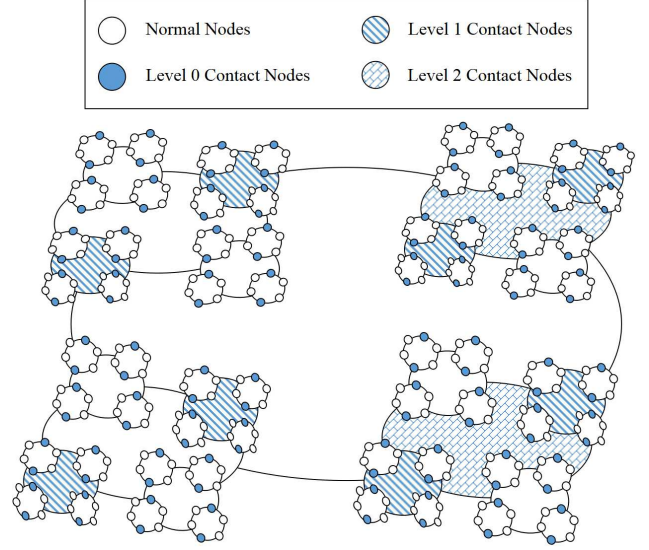 Normal Nodes
Level 1 Contact Nodes
Level 0 Contact Nodes
Level 2 Contact Nodes